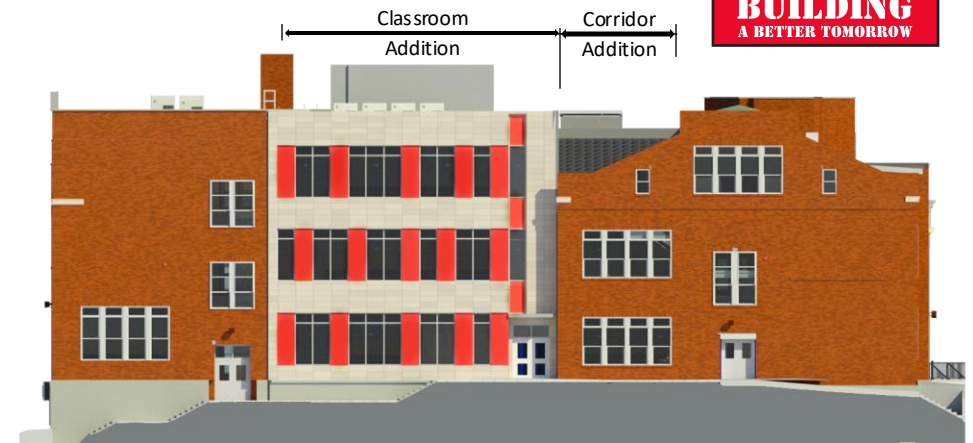 Classroom
Addition
Corridor
Addition
BUILDING
A BETTER TOMORROW